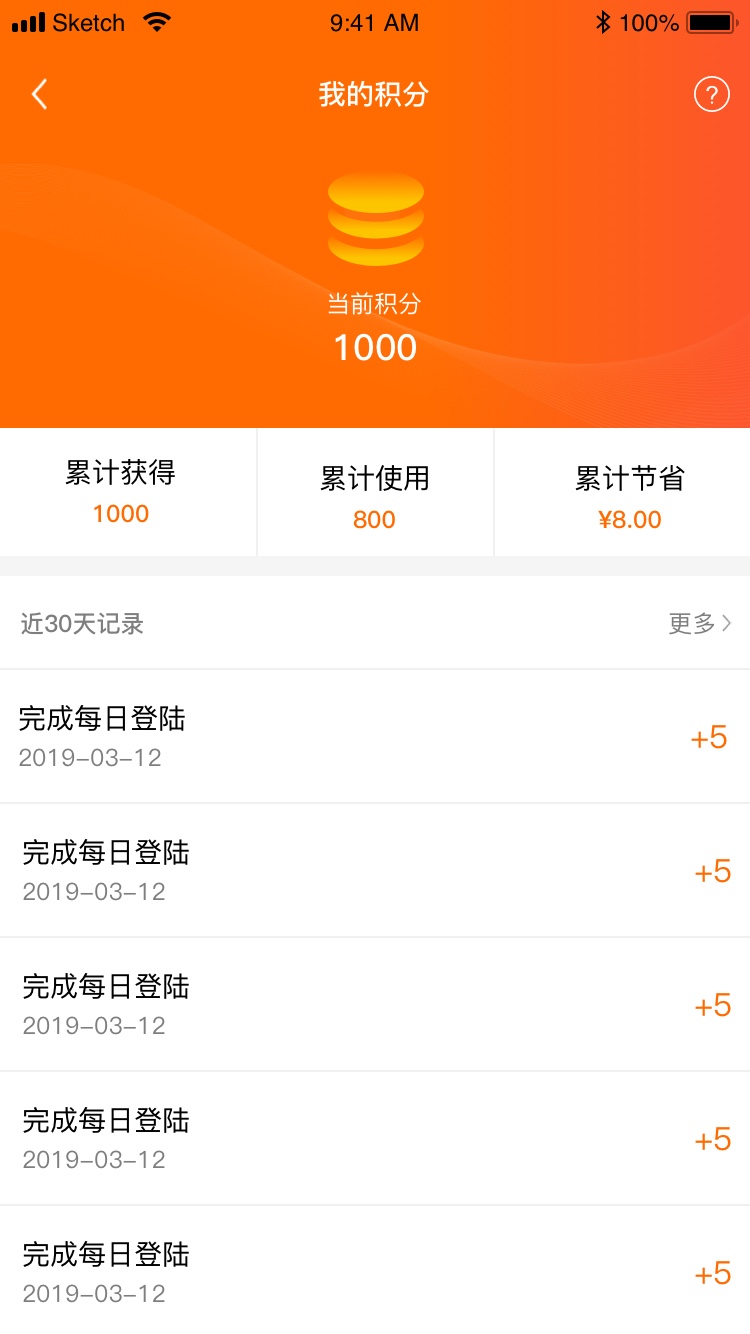 Sketch 9:41 AM 100%
我的积分 ?
当前积分
1000
累计获得 累计使用 累计节省
1000 800 ¥8.00
近30天记录 更多
完成每日登陆
2019-03-12 +5
完成每日登陆
2019-03-12 +5
完成每日登陆
2019-03-12 +5
完成每日登陆
2019-03-12 +5
完成每日登陆
2019-03-12 +5